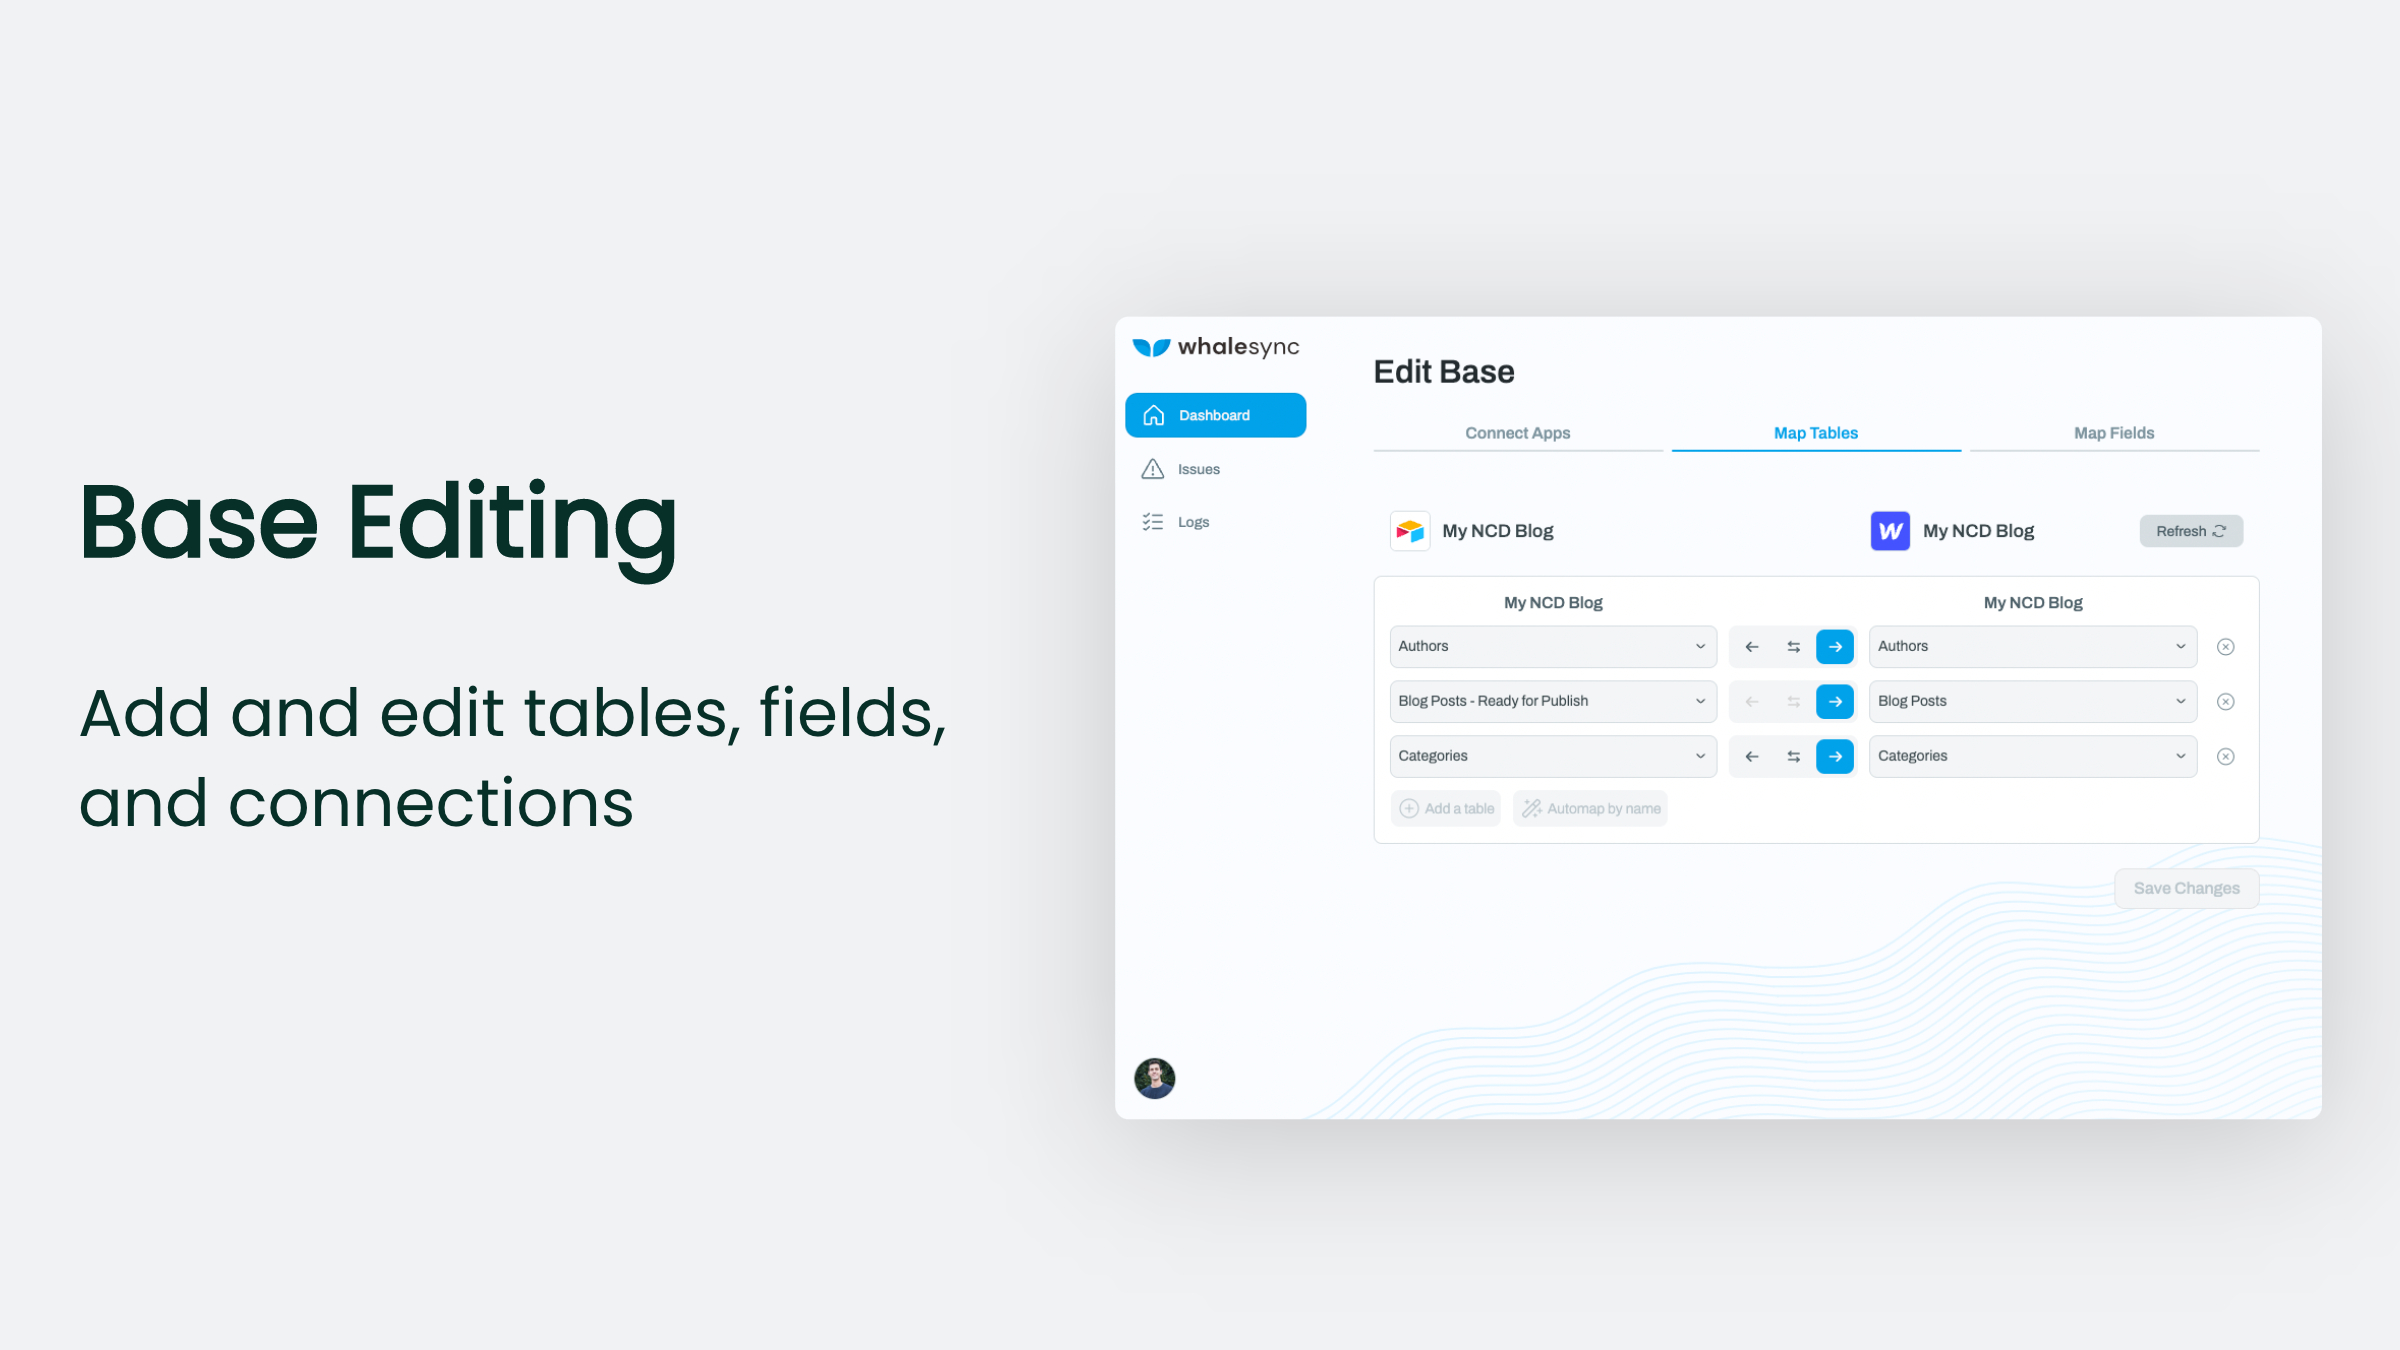 Base Editing
Add and edit tables, fields,
and connections
whalesync
Dashboard
Issues
Logs
Edit Base
Connect Apps
Map Tables
Map Fields
My NCD Blog
My NCD Blog
Refresh
My NCD Blog
My NCD Blog
Authors
Authors
Blog Posts - Ready for Publish
Blog Posts
Categories
Categories
Add a table
Automap by name
Save Changes